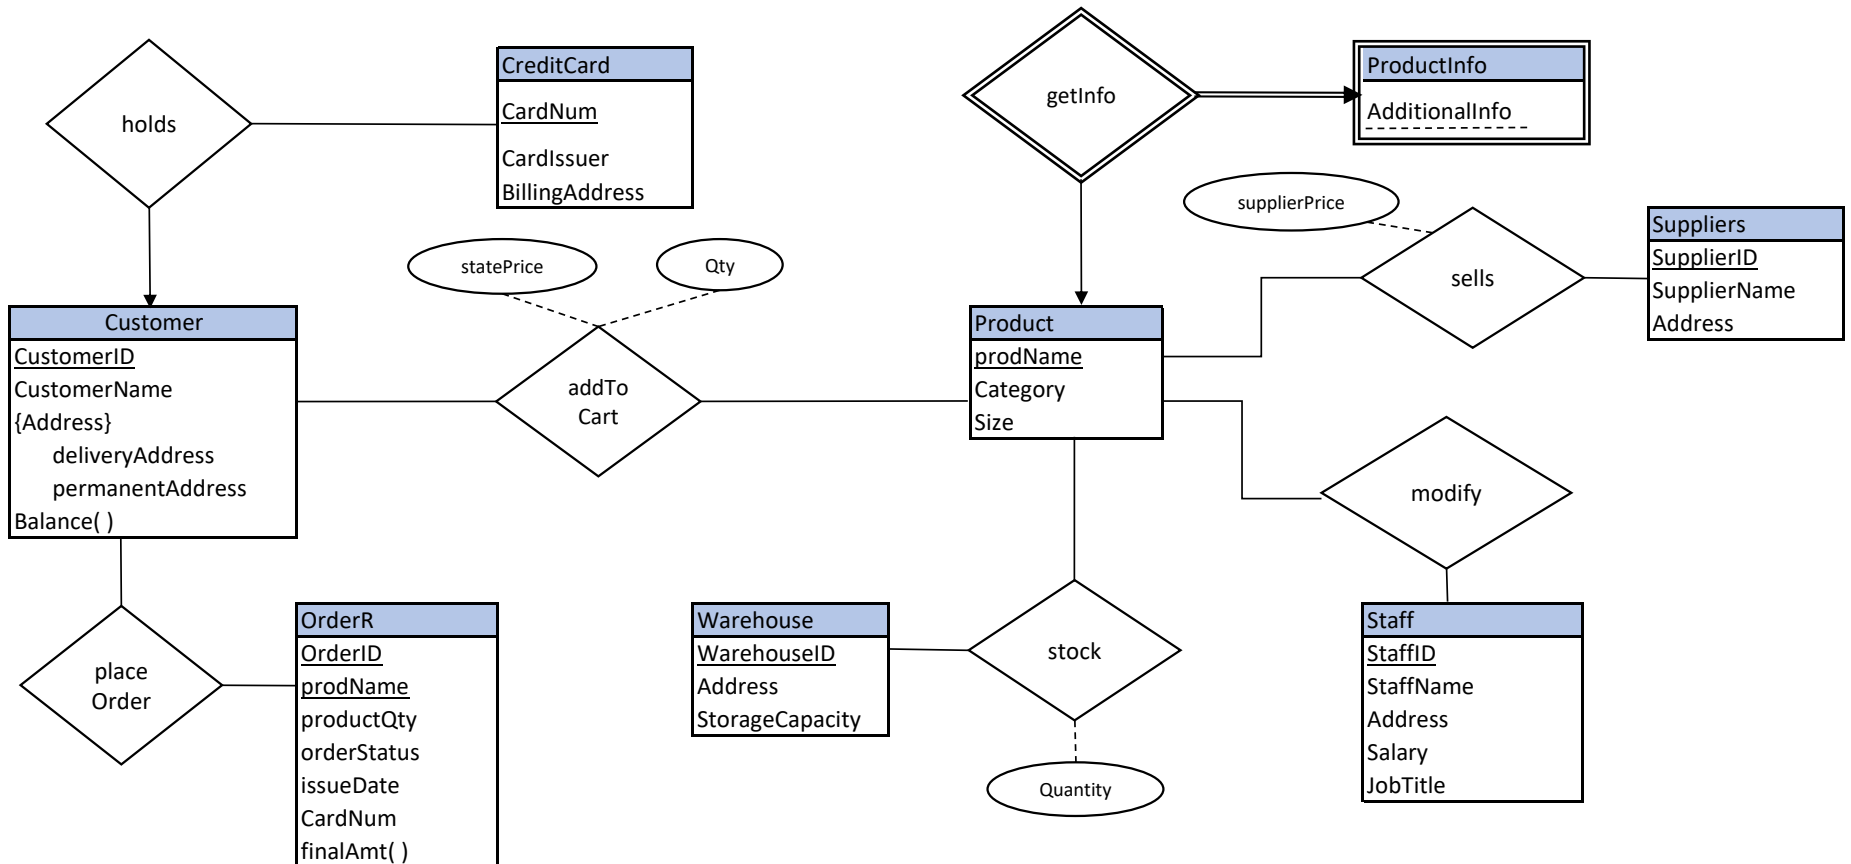 holds
CreditCard
CardNum
CardIssuer
BillingAddress
getInfo
ProductInfo
AdditionalInfo
supplierPrice
sells
Suppliers
SupplierID
SupplierName
Address
statePrice
Qty
Customer
CustomerID
CustomerName
{Address}
deliveryAddress
permanentAddress
Balance( )
addTo
Cart
Product
prodName
Category
Size
modify
place
Order
OrderR
OrderID
prodName
productQty
orderStatus
issueDate
CardNum
finalAmt( )
Warehouse
WarehouseID
Address
StorageCapacity
stock
Quantity
Staff
StaffID
StaffName
Address
Salary
JobTitle